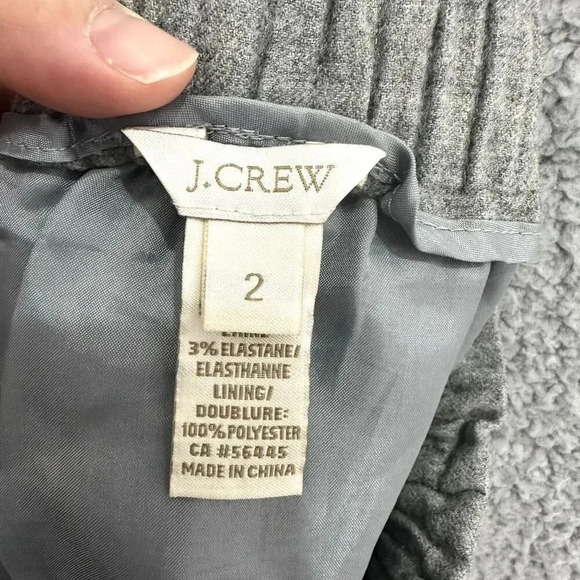 J.CREW
2
3% ELASTANE/
ELASTHANNE
LINING/
DOUBLURE:
100% POLYESTER
CA #56445
MADE IN CHINA